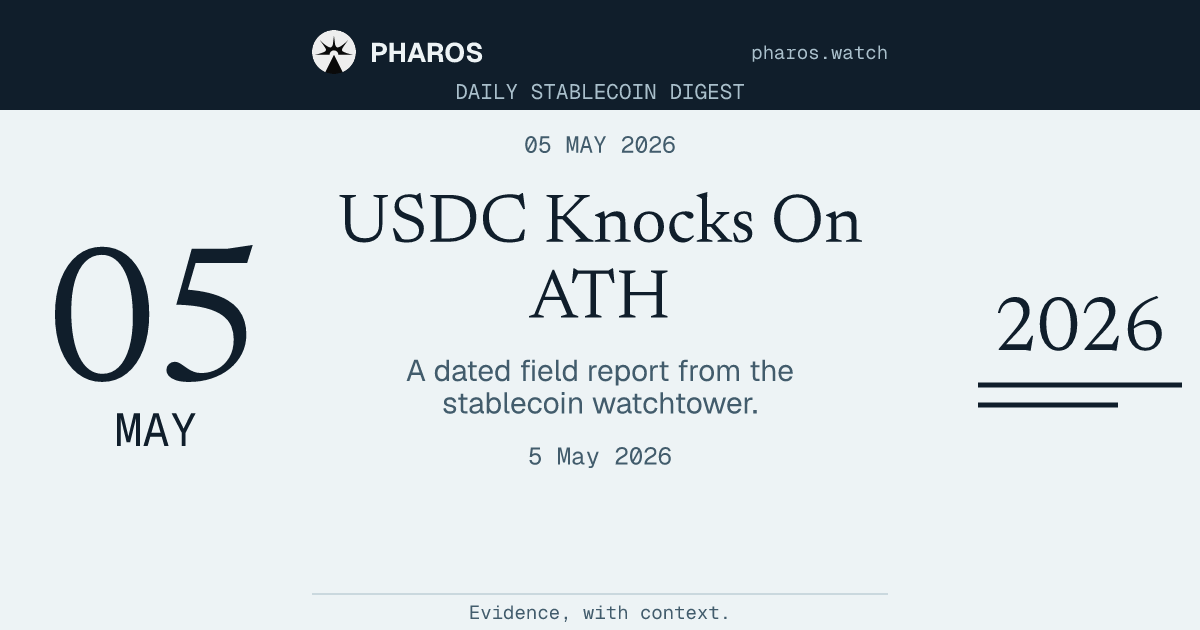 PHAROS
pharos.watch
DAILY STABLECOIN DIGEST
05 MAY 2026
USDC Knocks On
ATH
A dated field report from the
stablecoin watchtower.
5 May 2026
05
MAY
2026
Evidence, with context.